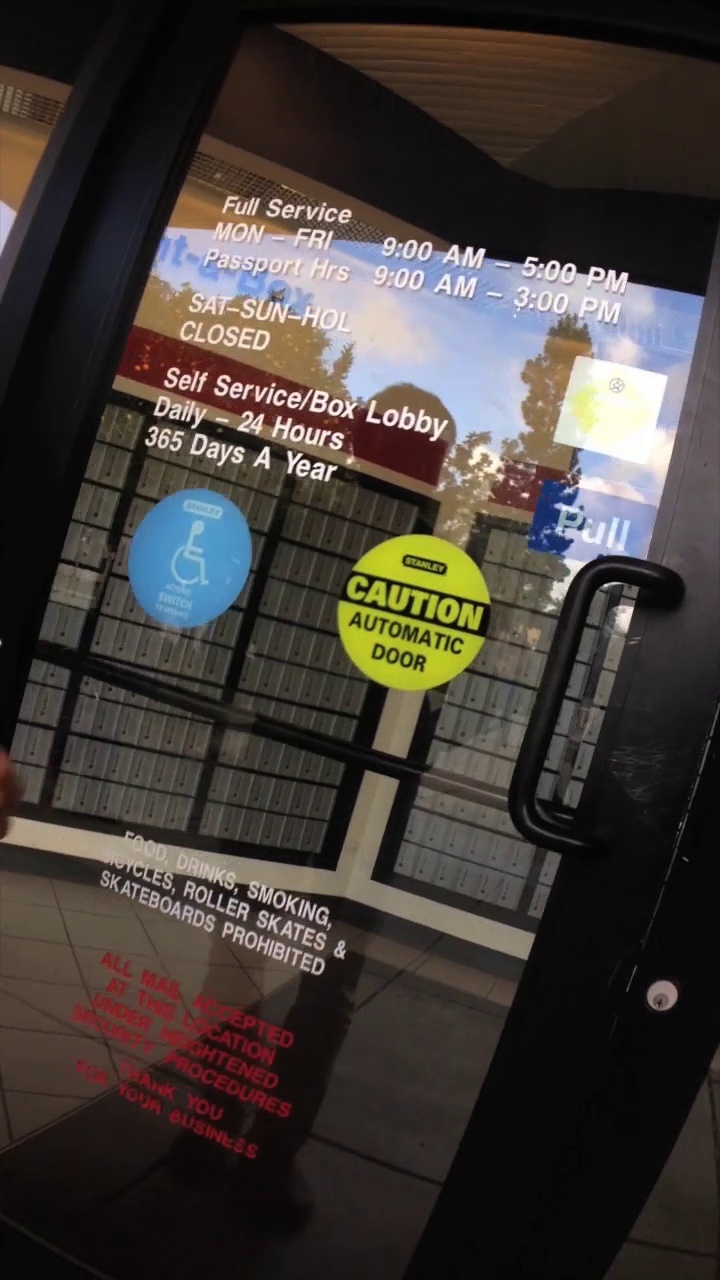 Full Service
MON – FRI 9:00 AM – 5:00 PM
Passport Hrs 9:00 AM – 3:00 PM
SAT–SUN–HOL
CLOSED
Self Service/Box Lobby
Daily – 24 Hours
365 Days A Year
Pull
STANLEY
SWITCH
STANLEY
CAUTION
AUTOMATIC
DOOR
FOOD, DRINKS, SMOKING,
BICYCLES, ROLLER SKATES &
SKATEBOARDS PROHIBITED
ALL MAIL ACCEPTED
AT THIS LOCATION
UNDER HEIGHTENED
SECURITY PROCEDURES
THANK YOU
FOR YOUR BUSINESS